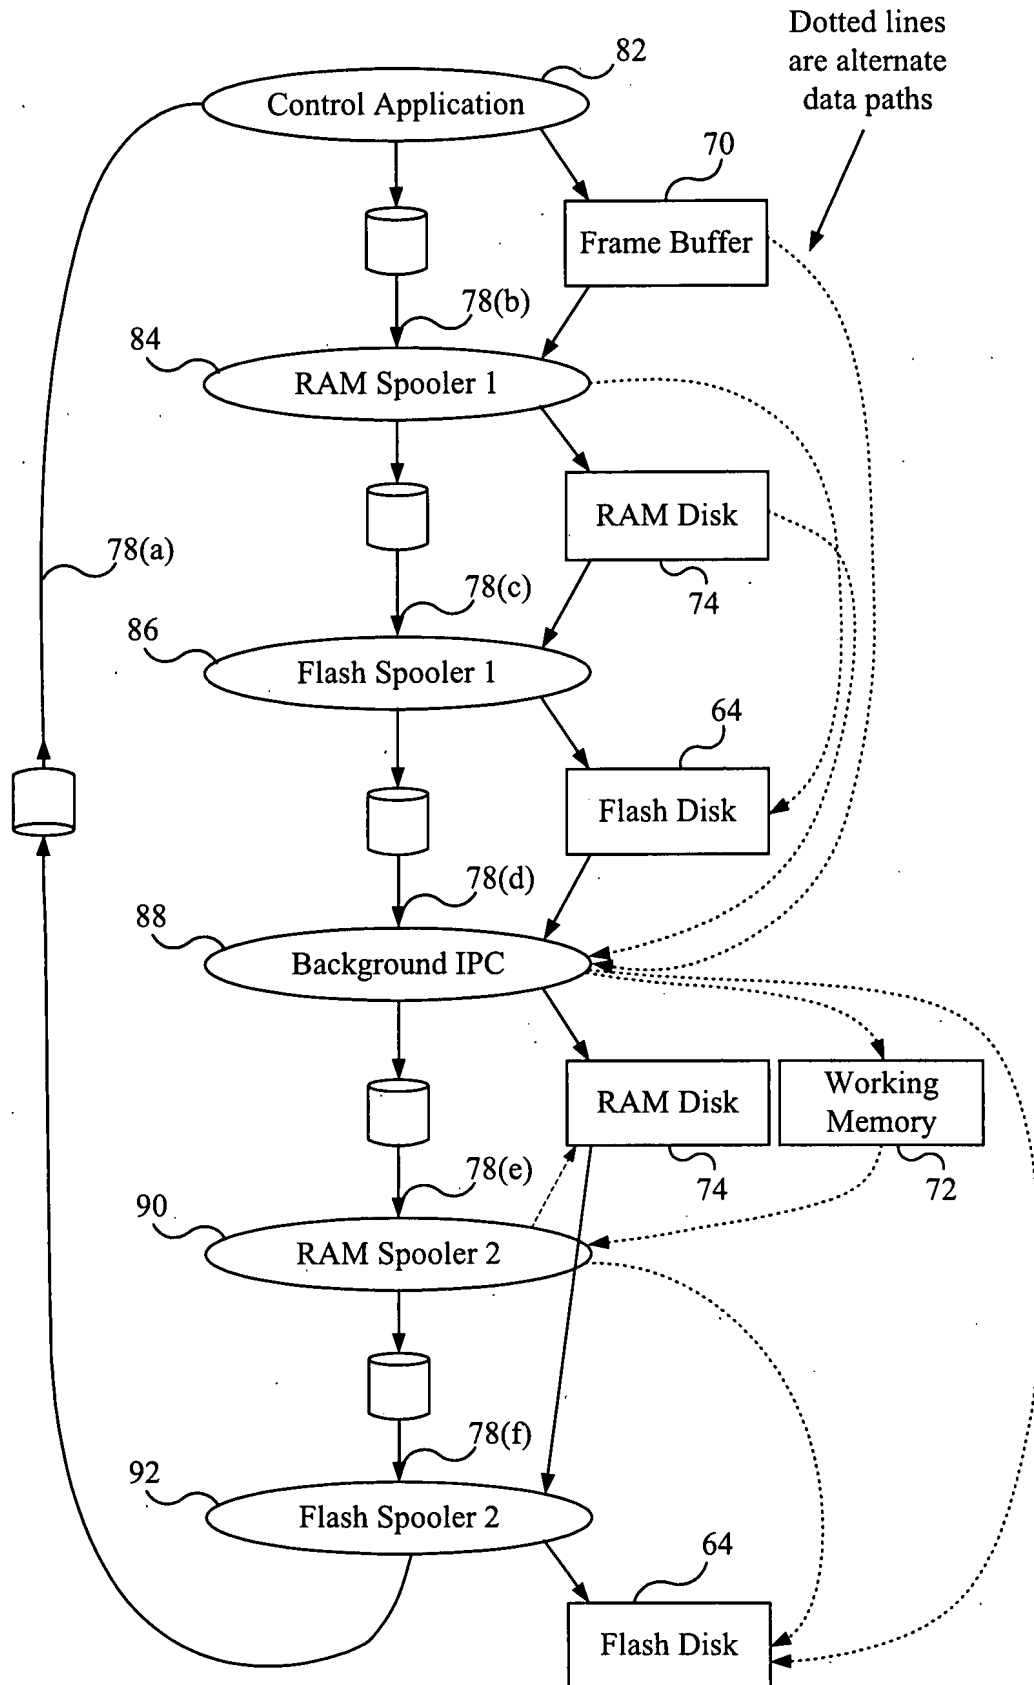 Dotted lines
are alternate
data paths
82
Control Application
70
Frame Buffer
78(b)
84
RAM Spooler 1
RAM Disk
78(a)
78(c)
74
86
Flash Spooler 1
64
Flash Disk
78(d)
88
Background IPC
RAM Disk
Working
Memory
78(e)
74
72
90
RAM Spooler 2
78(f)
92
Flash Spooler 2
64
Flash Disk